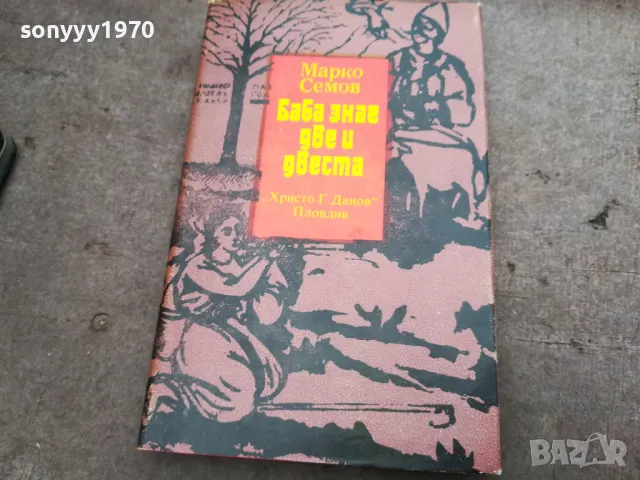 sonyyy1970
Марко
Семов
Баба знае
две и
двеста
„Христо Г. Данов“
Пловдив
BAZAR